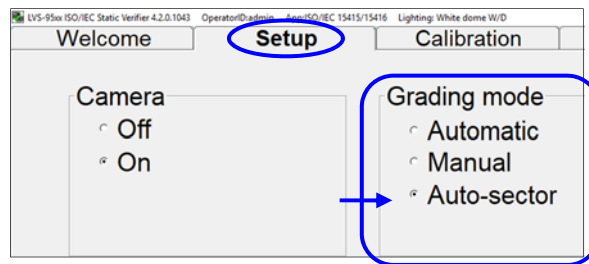 LVS-95xx ISO/IEC Static Verifier 4.2.0.1043 OperatorID:admin App:ISO/IEC 15415/15416 Lighting: White dome W/D
Welcome Setup Calibration
Camera Grading mode
Off Automatic
On Manual
Auto-sector